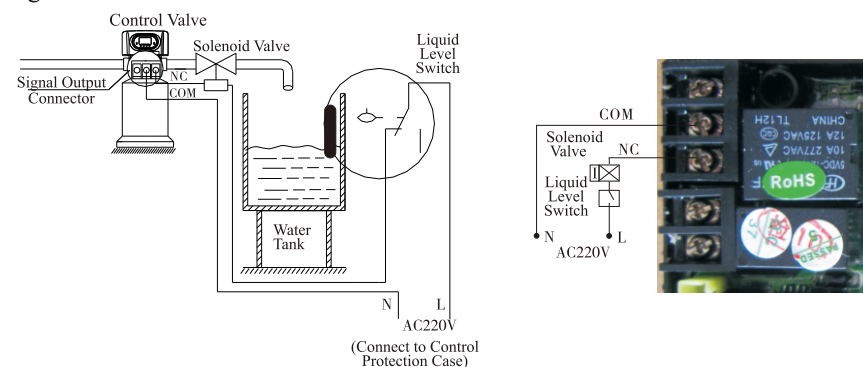 Control Valve
Solenoid Valve
Liquid
Level
Switch
Signal Output
Connector
NC
COM
Water
Tank
N
L
AC220V
(Connect to Control
Protection Case)
COM
Solenoid
Valve
NC
Liquid
Level
Switch
N
L
AC220V
TL12H CHINA
12A 125VAC
10A 277VAC
RoHS
PASSED